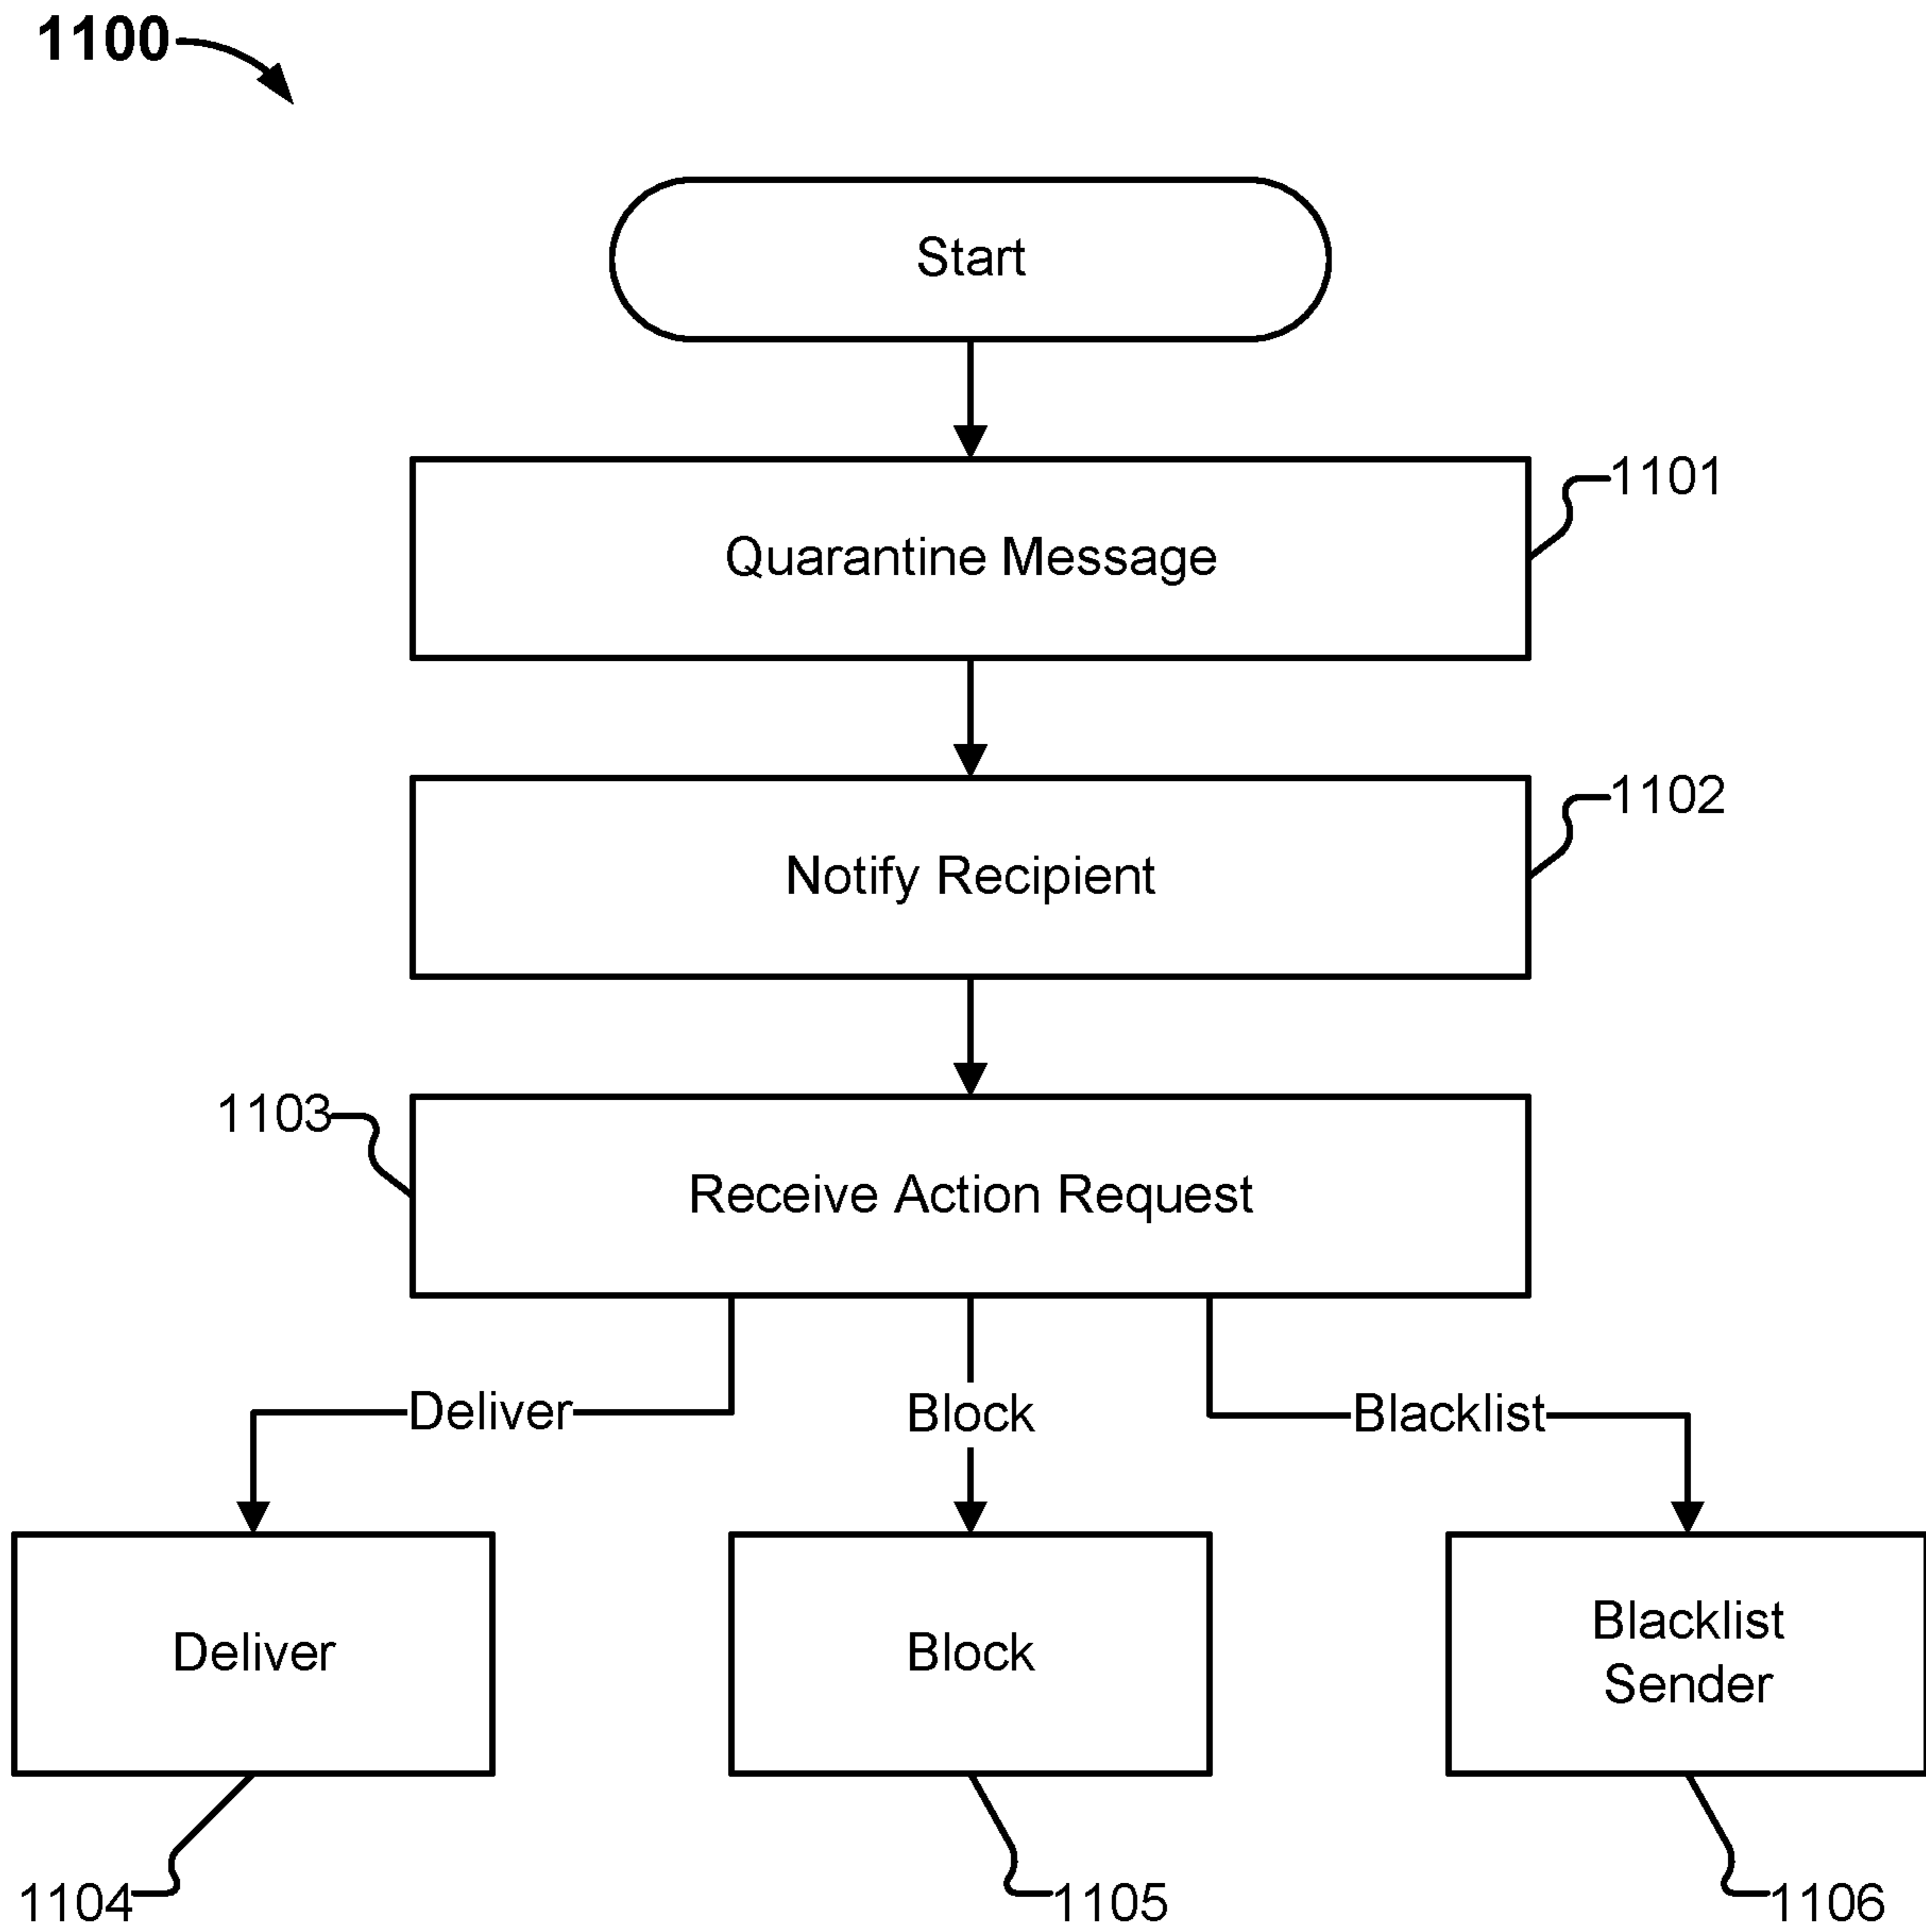 1100
Start
Quarantine Message
1101
Notify Recipient
1102
1103
Receive Action Request
Deliver
Block
Blacklist
Deliver
Block
Blacklist
Sender
1104
1105
1106